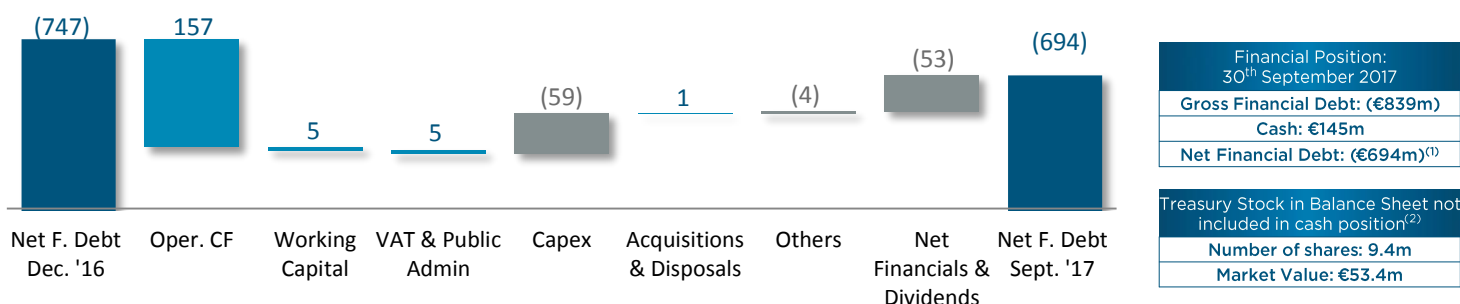 (747)
157
5
5
(59)
1
(4)
(53)
(694)
Net F. Debt
Dec. '16
Oper. CF
Working
Capital
VAT & Public
Admin
Capex
Acquisitions
& Disposals
Others
Net
Financials &
Dividends
Net F. Debt
Sept. '17
Financial Position:
30th September 2017
Gross Financial Debt: (€839m)
Cash: €145m
Net Financial Debt: (€694m)(1)
Treasury Stock in Balance Sheet not
included in cash position(2)
Number of shares: 9.4m
Market Value: €53.4m